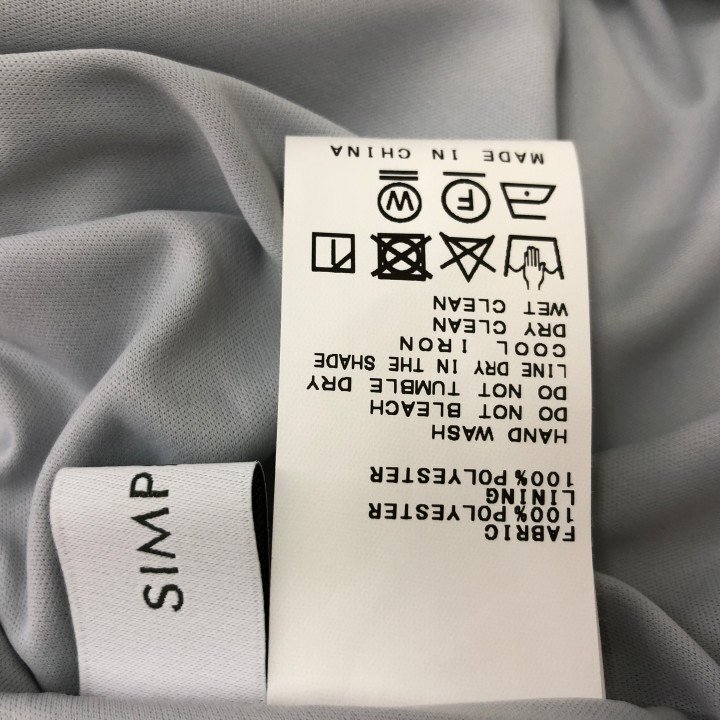 FABRIC
100%POLYESTER
LINING
100%POLYESTER
HAND WASH
DO NOT BLEACH
DO NOT TUMBLE DRY
LINE DRY IN THE SHADE
COOL IRON
DRY CLEAN
WET CLEAN
F W
MADE IN CHINA
SIMP